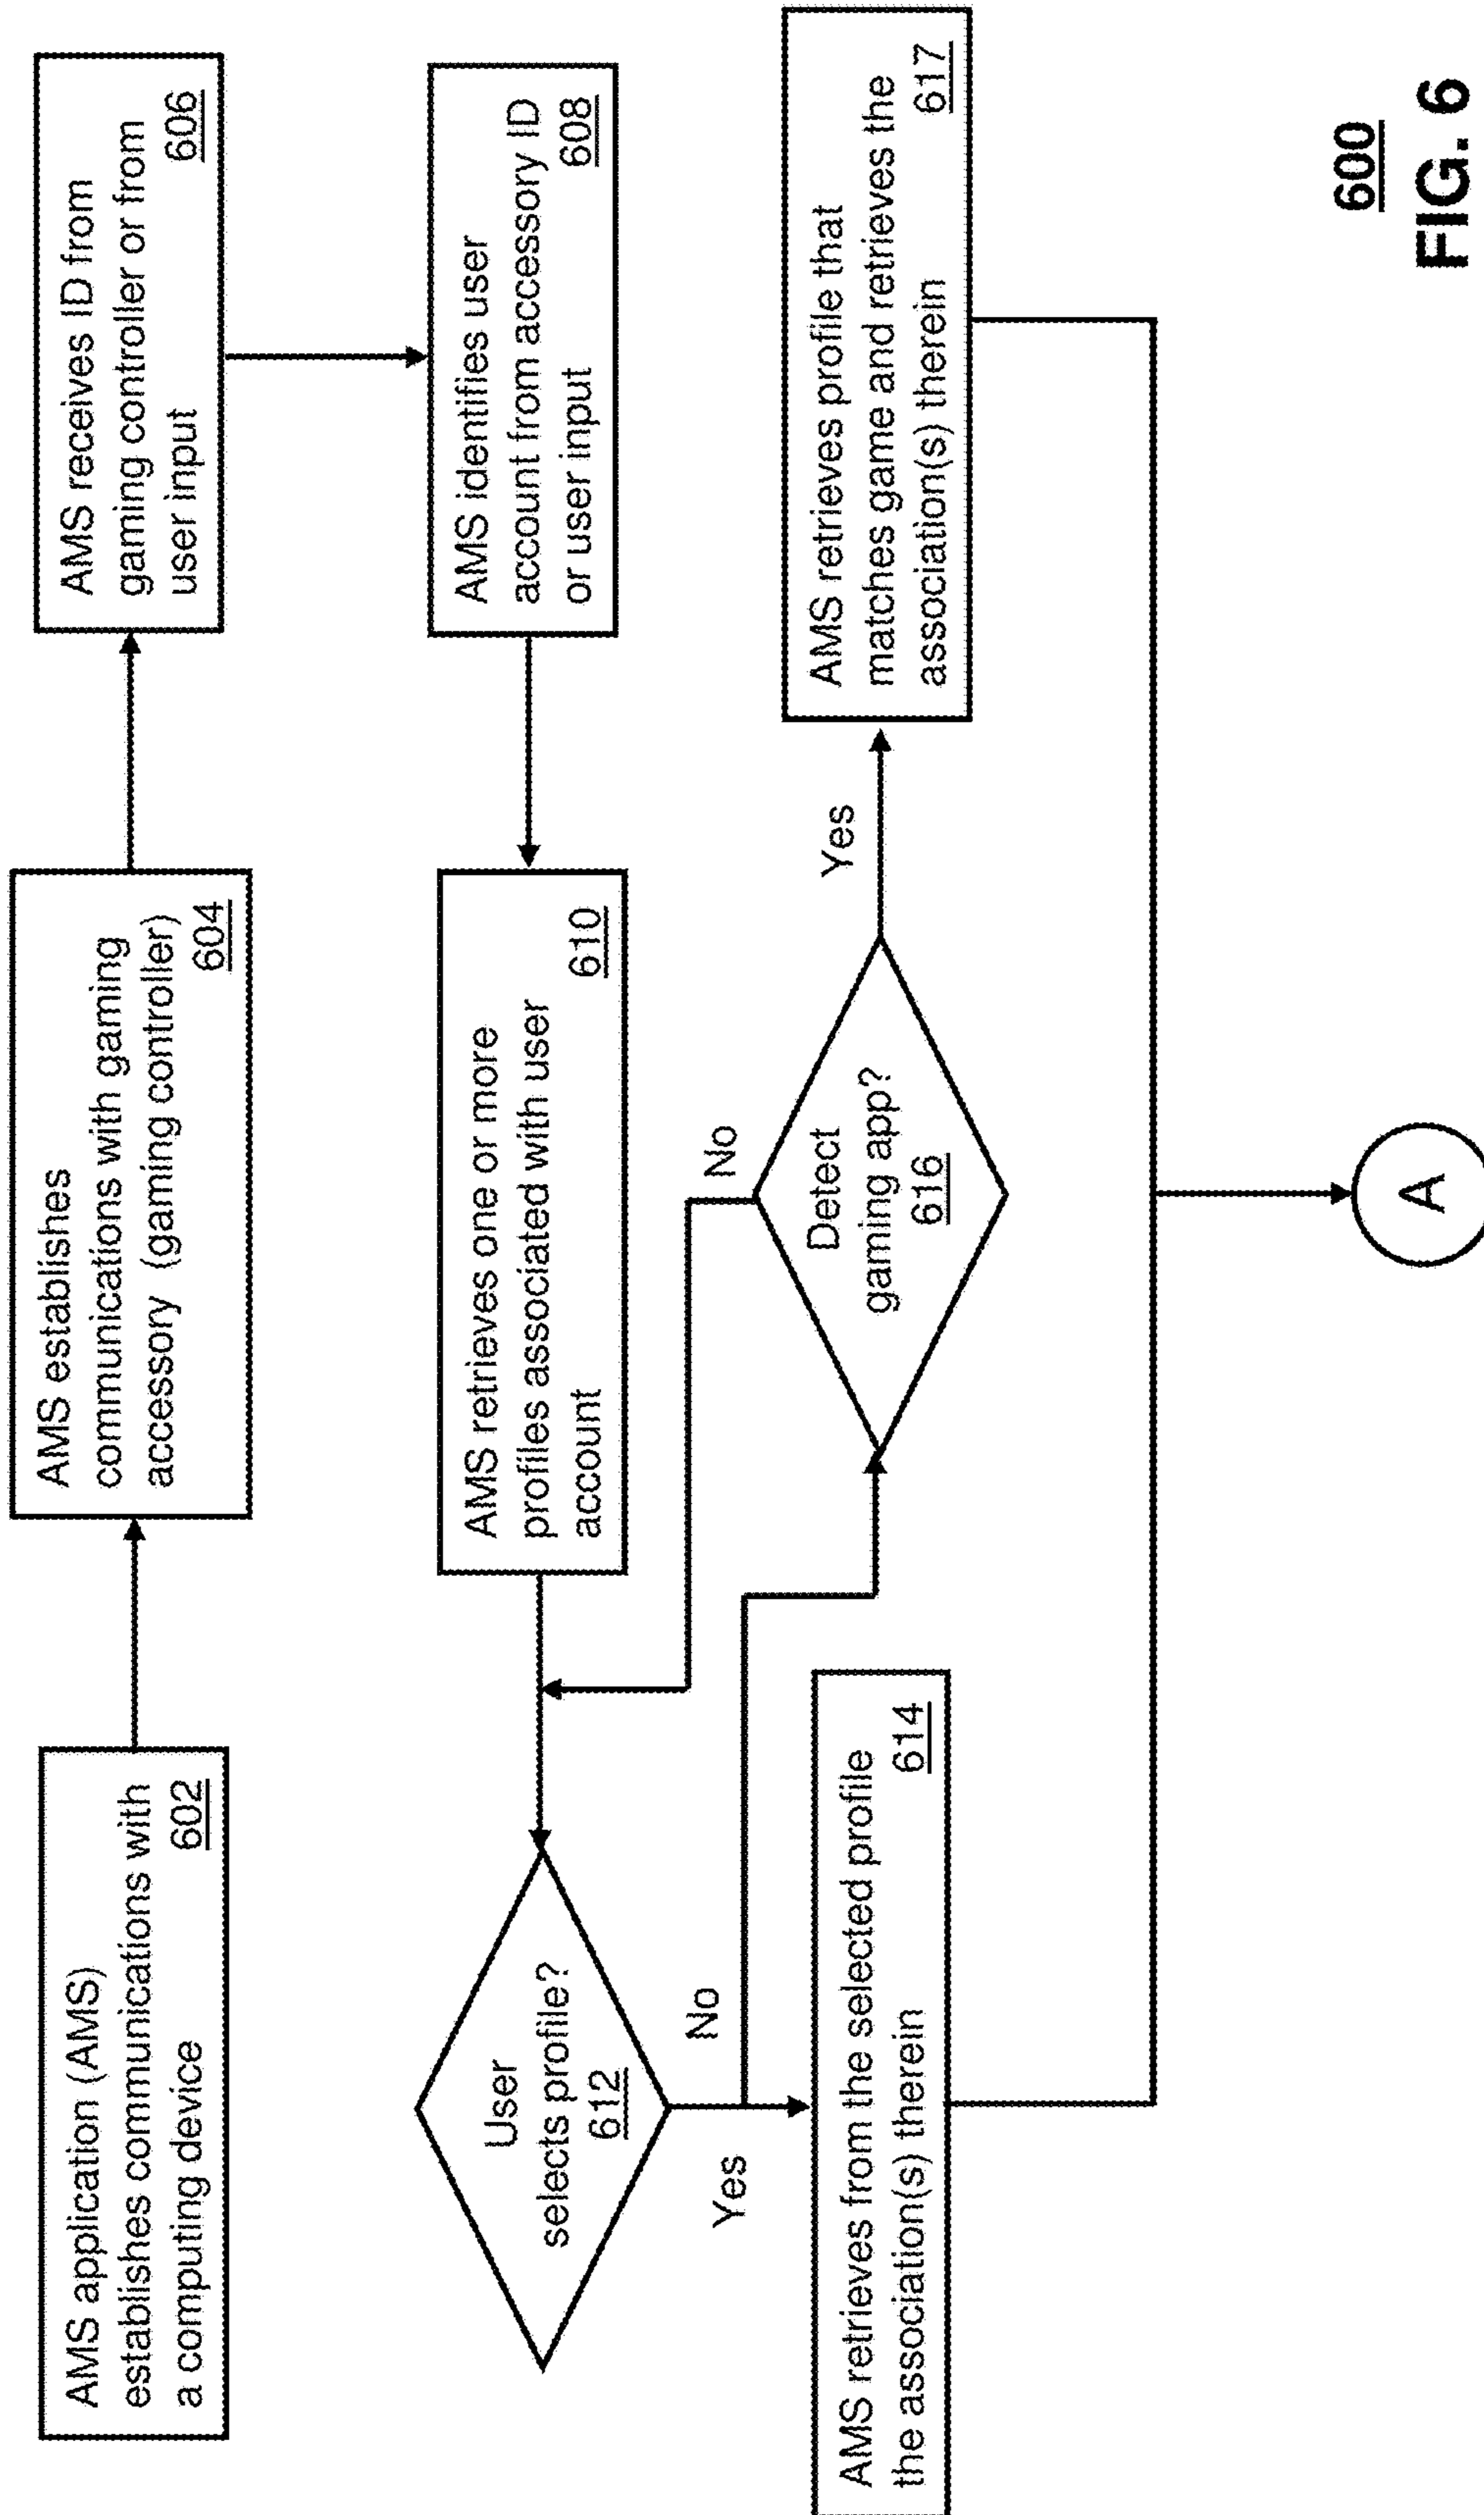 AMS application (AMS)
establishes communications with
a computing device
602
AMS establishes
communications with gaming
accessory (gaming controller)
604
AMS receives ID from
gaming controller or from
user input
606
AMS identifies user
account from accessory ID
or user input
608
AMS retrieves one or more
profiles associated with user
account
610
User
selects profile?
612
No
Yes
AMS retrieves from the selected profile
the association(s) therein
614
Detect
gaming app?
616
No
Yes
AMS retrieves profile that
matches game and retrieves the
association(s) therein
617
A
600
FIG. 6